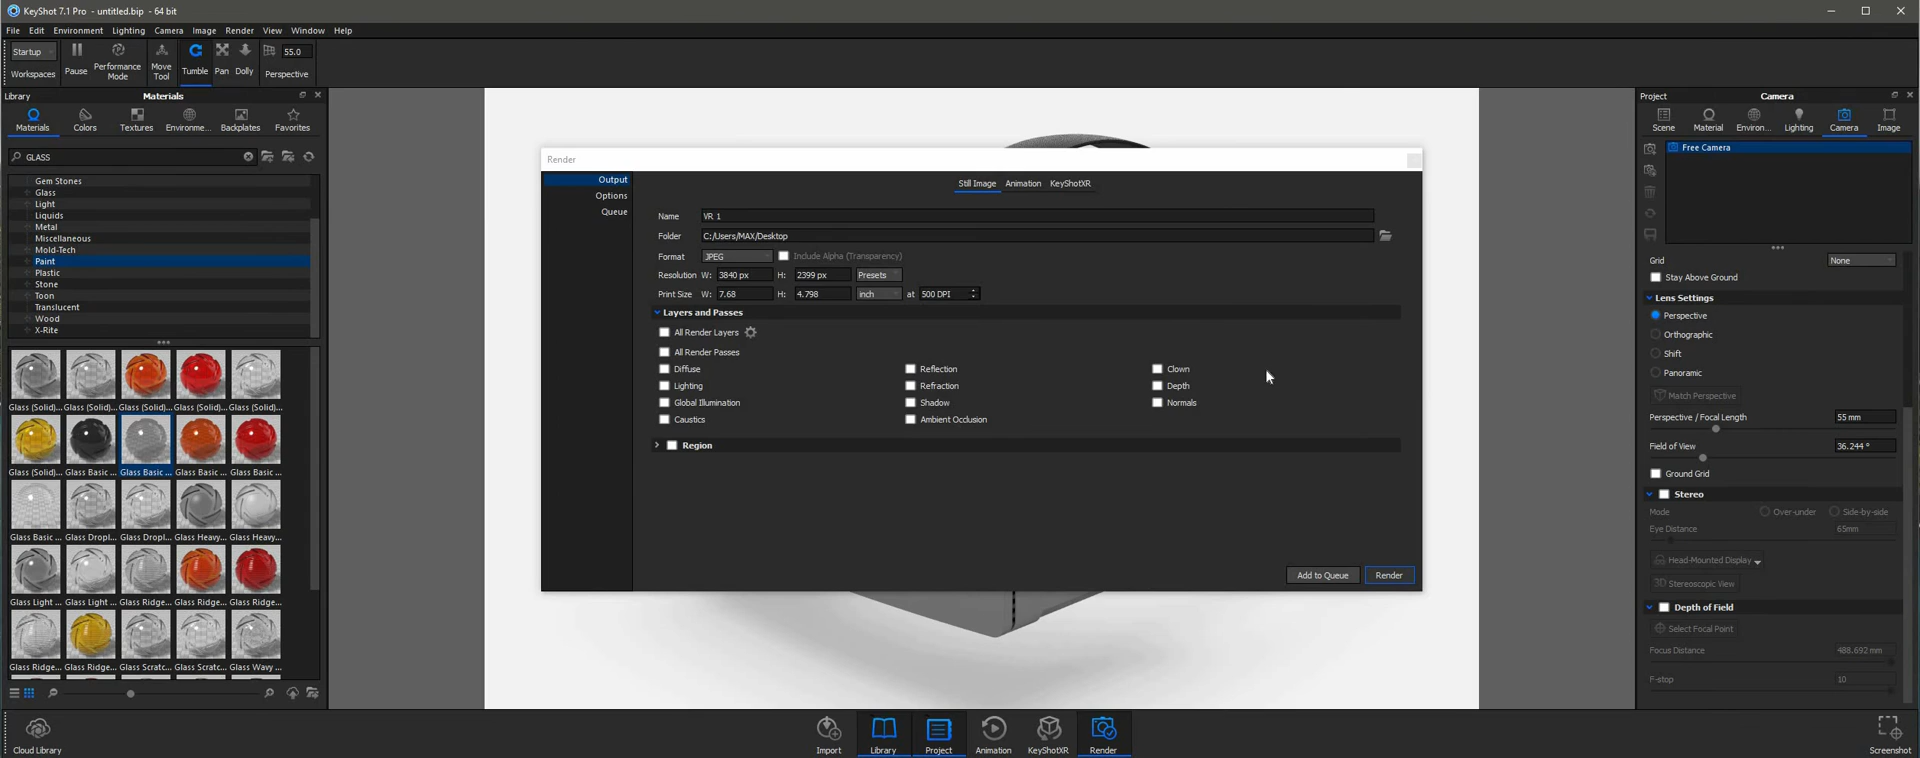 KeyShot 7.1 Pro - untitled.bip - 64 bit
File Edit Environment Lighting Camera Image Render View Window Help
Startup
55.0
Workspaces
Pause
Performance Mode
Move Tool
Tumble
Pan
Dolly
Perspective
Library
Materials
Materials Colors Textures Environme... Backplates Favorites
GLASS
Gem Stones
Glass
Light
Liquids
Metal
Miscellaneous
Mold-Tech
Paint
Plastic
Stone
Toon
Translucent
Wood
X-Rite
Glass (Solid)... Glass (Solid)... Glass (Solid)... Glass (Solid)... Glass (Solid)...
Glass (Solid)... Glass Basic ... Glass Basic ... Glass Basic ... Glass Basic ...
Glass Basic ... Glass Dropl... Glass Dropl... Glass Heavy... Glass Heavy...
Glass Light ... Glass Light ... Glass Ridge... Glass Ridge... Glass Ridge...
Glass Ridge... Glass Ridge... Glass Scratc... Glass Scratc... Glass Wavy ...
Cloud Library
Render
Output
Options
Queue
Still Image Animation KeyShotXR
Name VR 1
Folder C:/Users/MAX/Desktop
Format JPEG Include Alpha (Transparency)
Resolution W: 3840 px H: 2399 px Presets
Print Size W: 7.68 H: 4.798 inch at 500 DPI
Layers and Passes
All Render Layers
All Render Passes
Diffuse Reflection Clown
Lighting Refraction Depth
Global Illumination Shadow Normals
Caustics Ambient Occlusion
Region
Add to Queue Render
Import Library Project Animation KeyShotXR Render
Project
Camera
Scene Material Environ... Lighting Camera Image
Free Camera
Grid None
Stay Above Ground
Lens Settings
Perspective
Orthographic
Shift
Panoramic
Match Perspective
Perspective / Focal Length 55 mm
Field of View 36.244 °
Ground Grid
Stereo
Mode Over-under Side-by-side
Eye Distance 65mm
Head-Mounted Display
3D Stereoscopic View
Depth of Field
Select Focal Point
Focus Distance 488.692 mm
F-stop 10
Screenshot